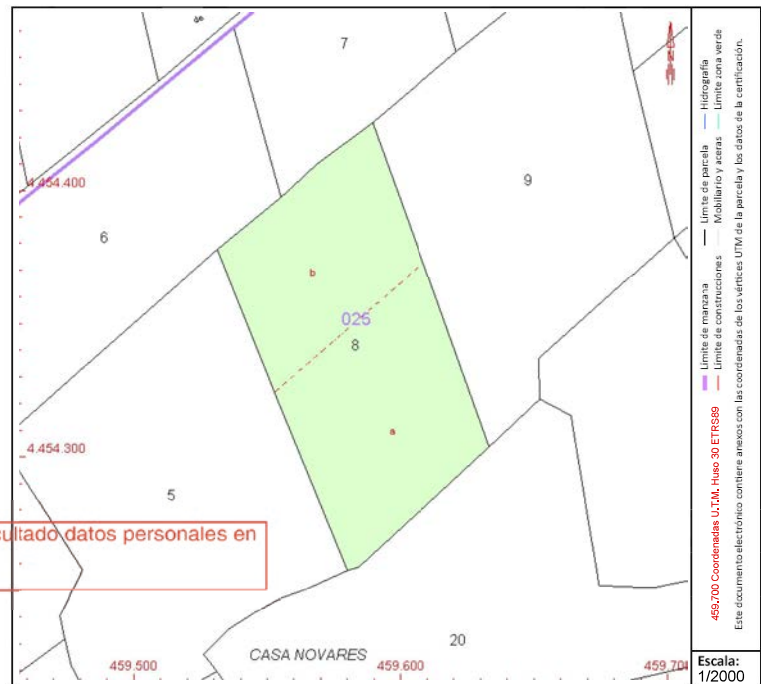 de
7
9
4.454.400
6
b
025
8
a
4.454.300
5
cultado datos personales en
20
CASA NOVARES
459.500
459.600
459.70
N
Límite de manzana
Límite de parcela
Hidrografía
Límite de construcciones
Mobiliario y aceras
Límite zona verde
459,700 Coordenadas U.T.M. Huso 30 ETRS89
Este documento electrónico contiene anexos con las coordenadas de los vértices UTM de la parcela y los datos de la certificación.
Escala:
1/2000